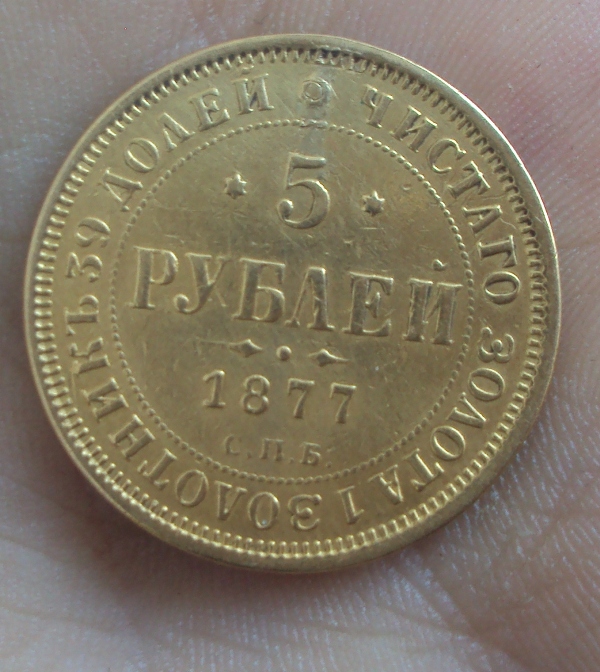 5
РУБЛЕЙ
1877
С.П.Б.
ЧИСТАГО ЗОЛОТА 1 ЗОЛОТНИКЪ 39 ДОЛЕЙ